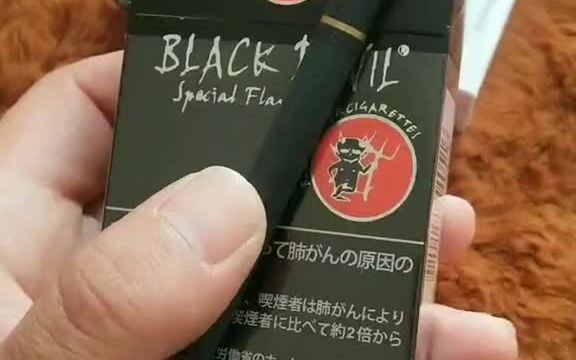 BLACK D VIL®
Special Fla
CIGARETTES
って肺がんの原因の
、喫煙者は肺がんにより
喫煙者に比べて約2倍から
労働省の